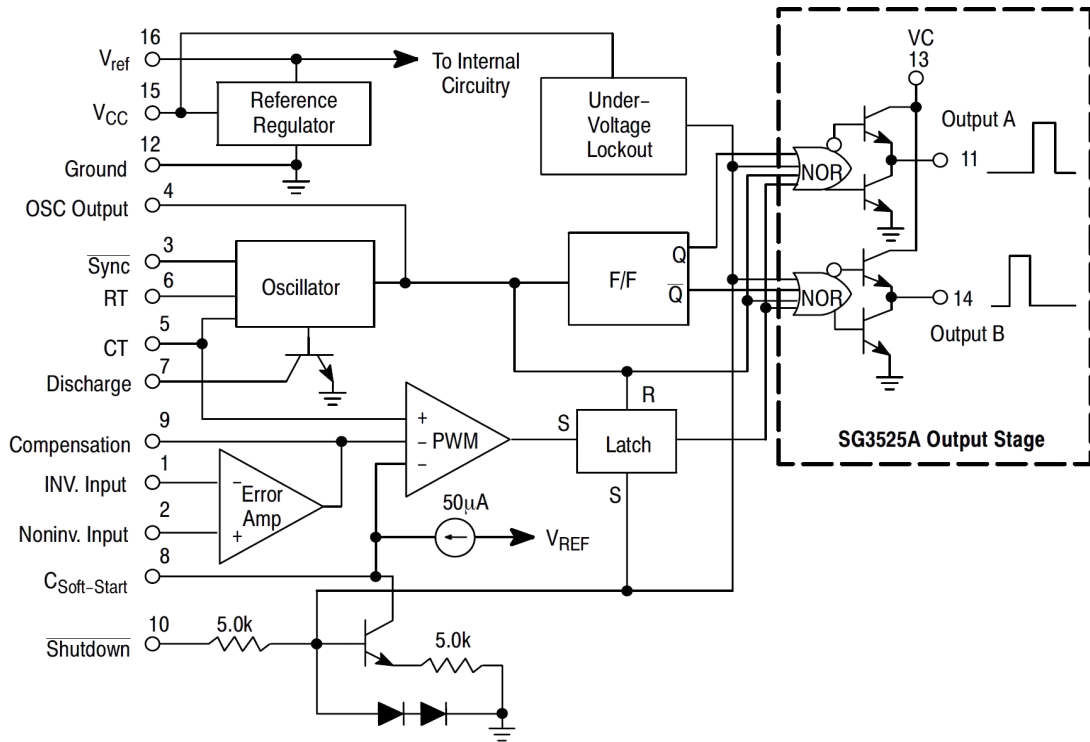 16
Vref
15
VCC
12
Ground
4
OSC Output
3
Sync
6
RT
5
CT
7
Discharge
9
Compensation
1
INV. Input
2
Noninv. Input
8
CSoft−Start
10
Shutdown
To Internal
Circuitry
Reference
Regulator
Under−
Voltage
Lockout
Oscillator
F/F
Q
Q
+
−
−
PWM
S
R
Latch
S
−
Error
Amp
+
50μA
VREF
5.0k
5.0k
VC
13
NOR
Output A
11
NOR
14
Output B
SG3525A Output Stage